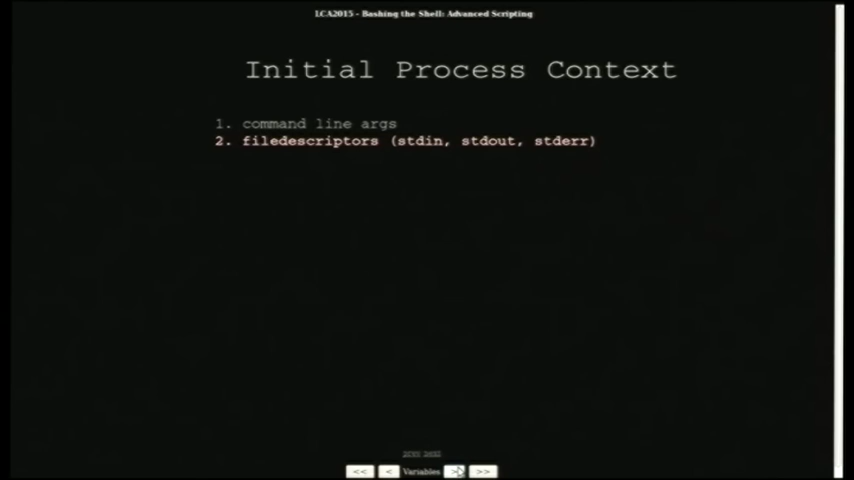 LCA2015 - Bashing the Shell: Advanced Scripting
Initial Process Context
1. command line args
2. filedescriptors (stdin, stdout, stderr)
<< < Variables > >>